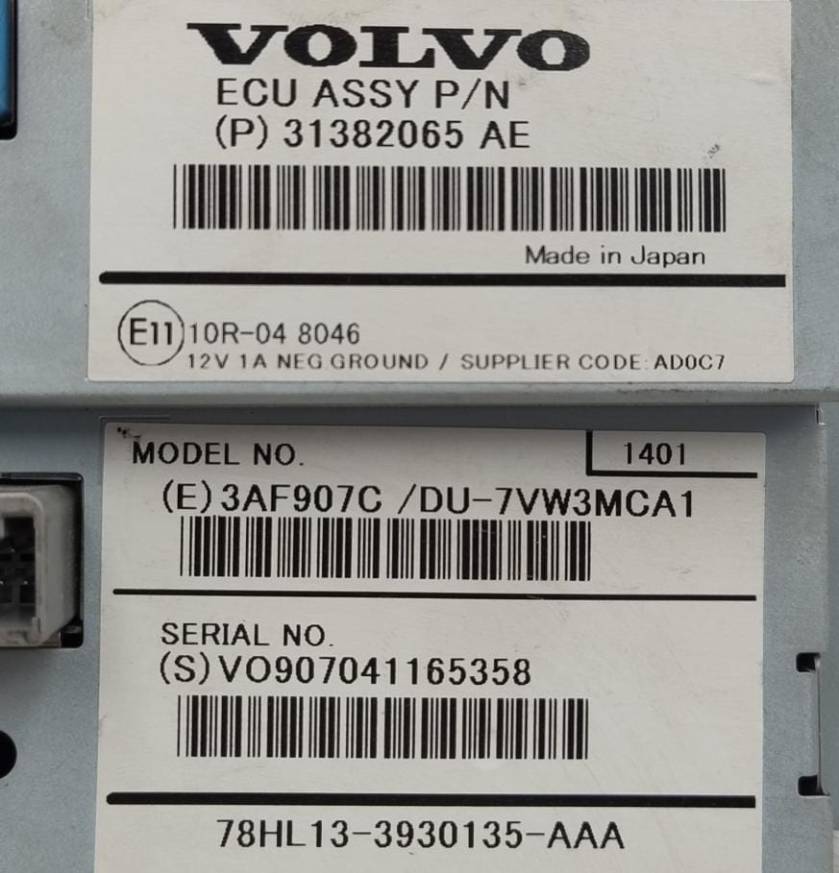 VOLVO
ECU ASSY P/N
(P) 31382065 AE
Made in Japan
E11 10R-04 8046
12V 1A NEG GROUND / SUPPLIER CODE: AD0C7
MODEL NO. 1401
(E) 3AF907C /DU-7VW3MCA1
SERIAL NO.
(S) VO907041165358
78HL13-3930135-AAA